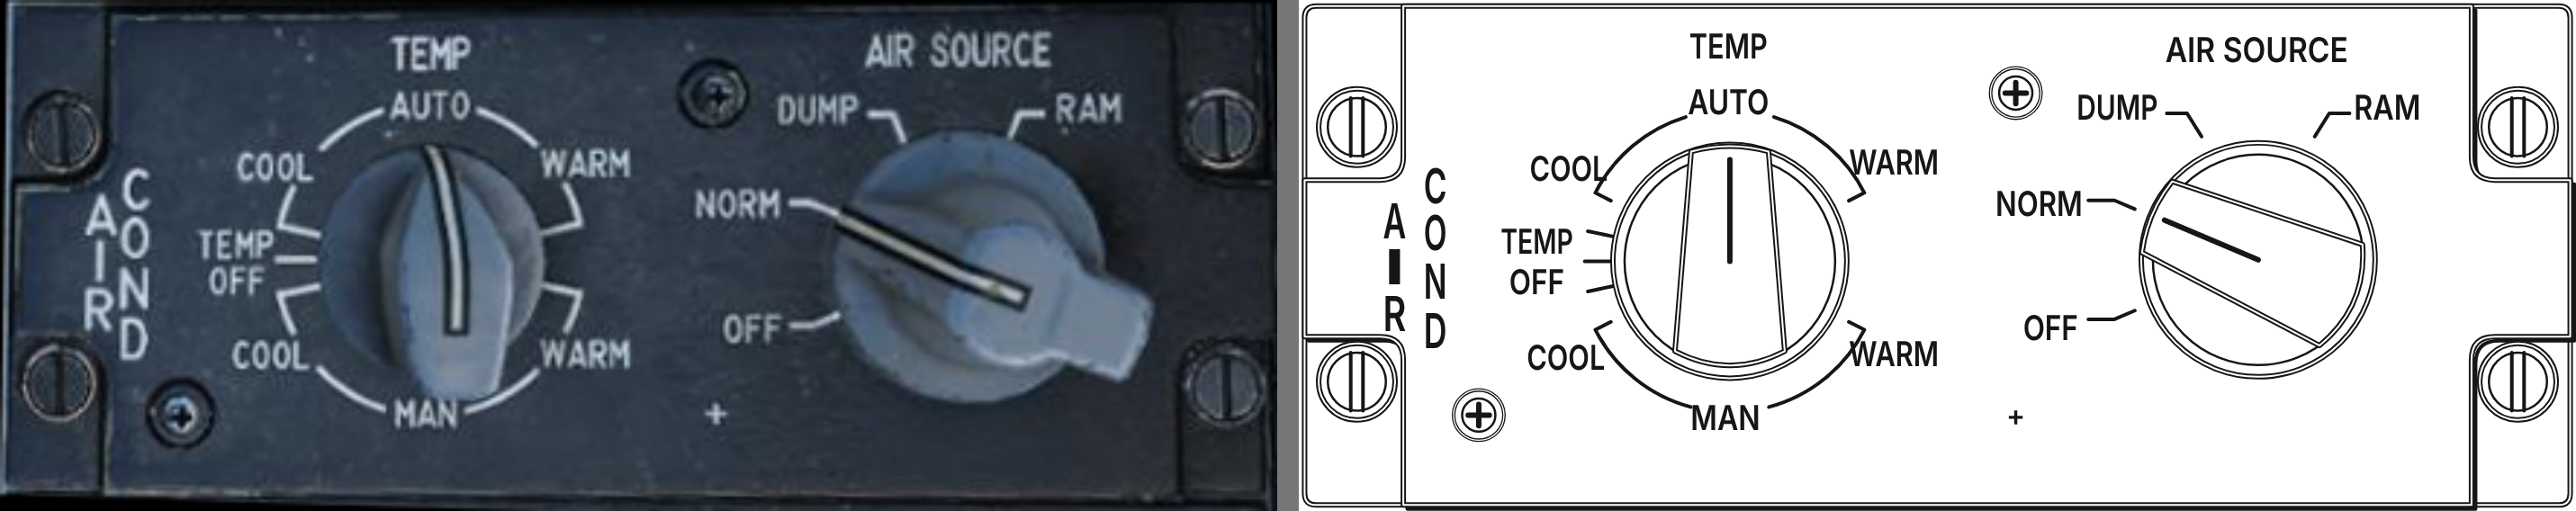 TEMP
AUTO
COOL
WARM
TEMP
OFF
COOL
WARM
MAN
AIR
COND
AIR SOURCE
DUMP
RAM
NORM
OFF
+
TEMP
AUTO
COOL
WARM
TEMP
OFF
COOL
WARM
MAN
AIR
COND
AIR SOURCE
DUMP
RAM
NORM
OFF
+